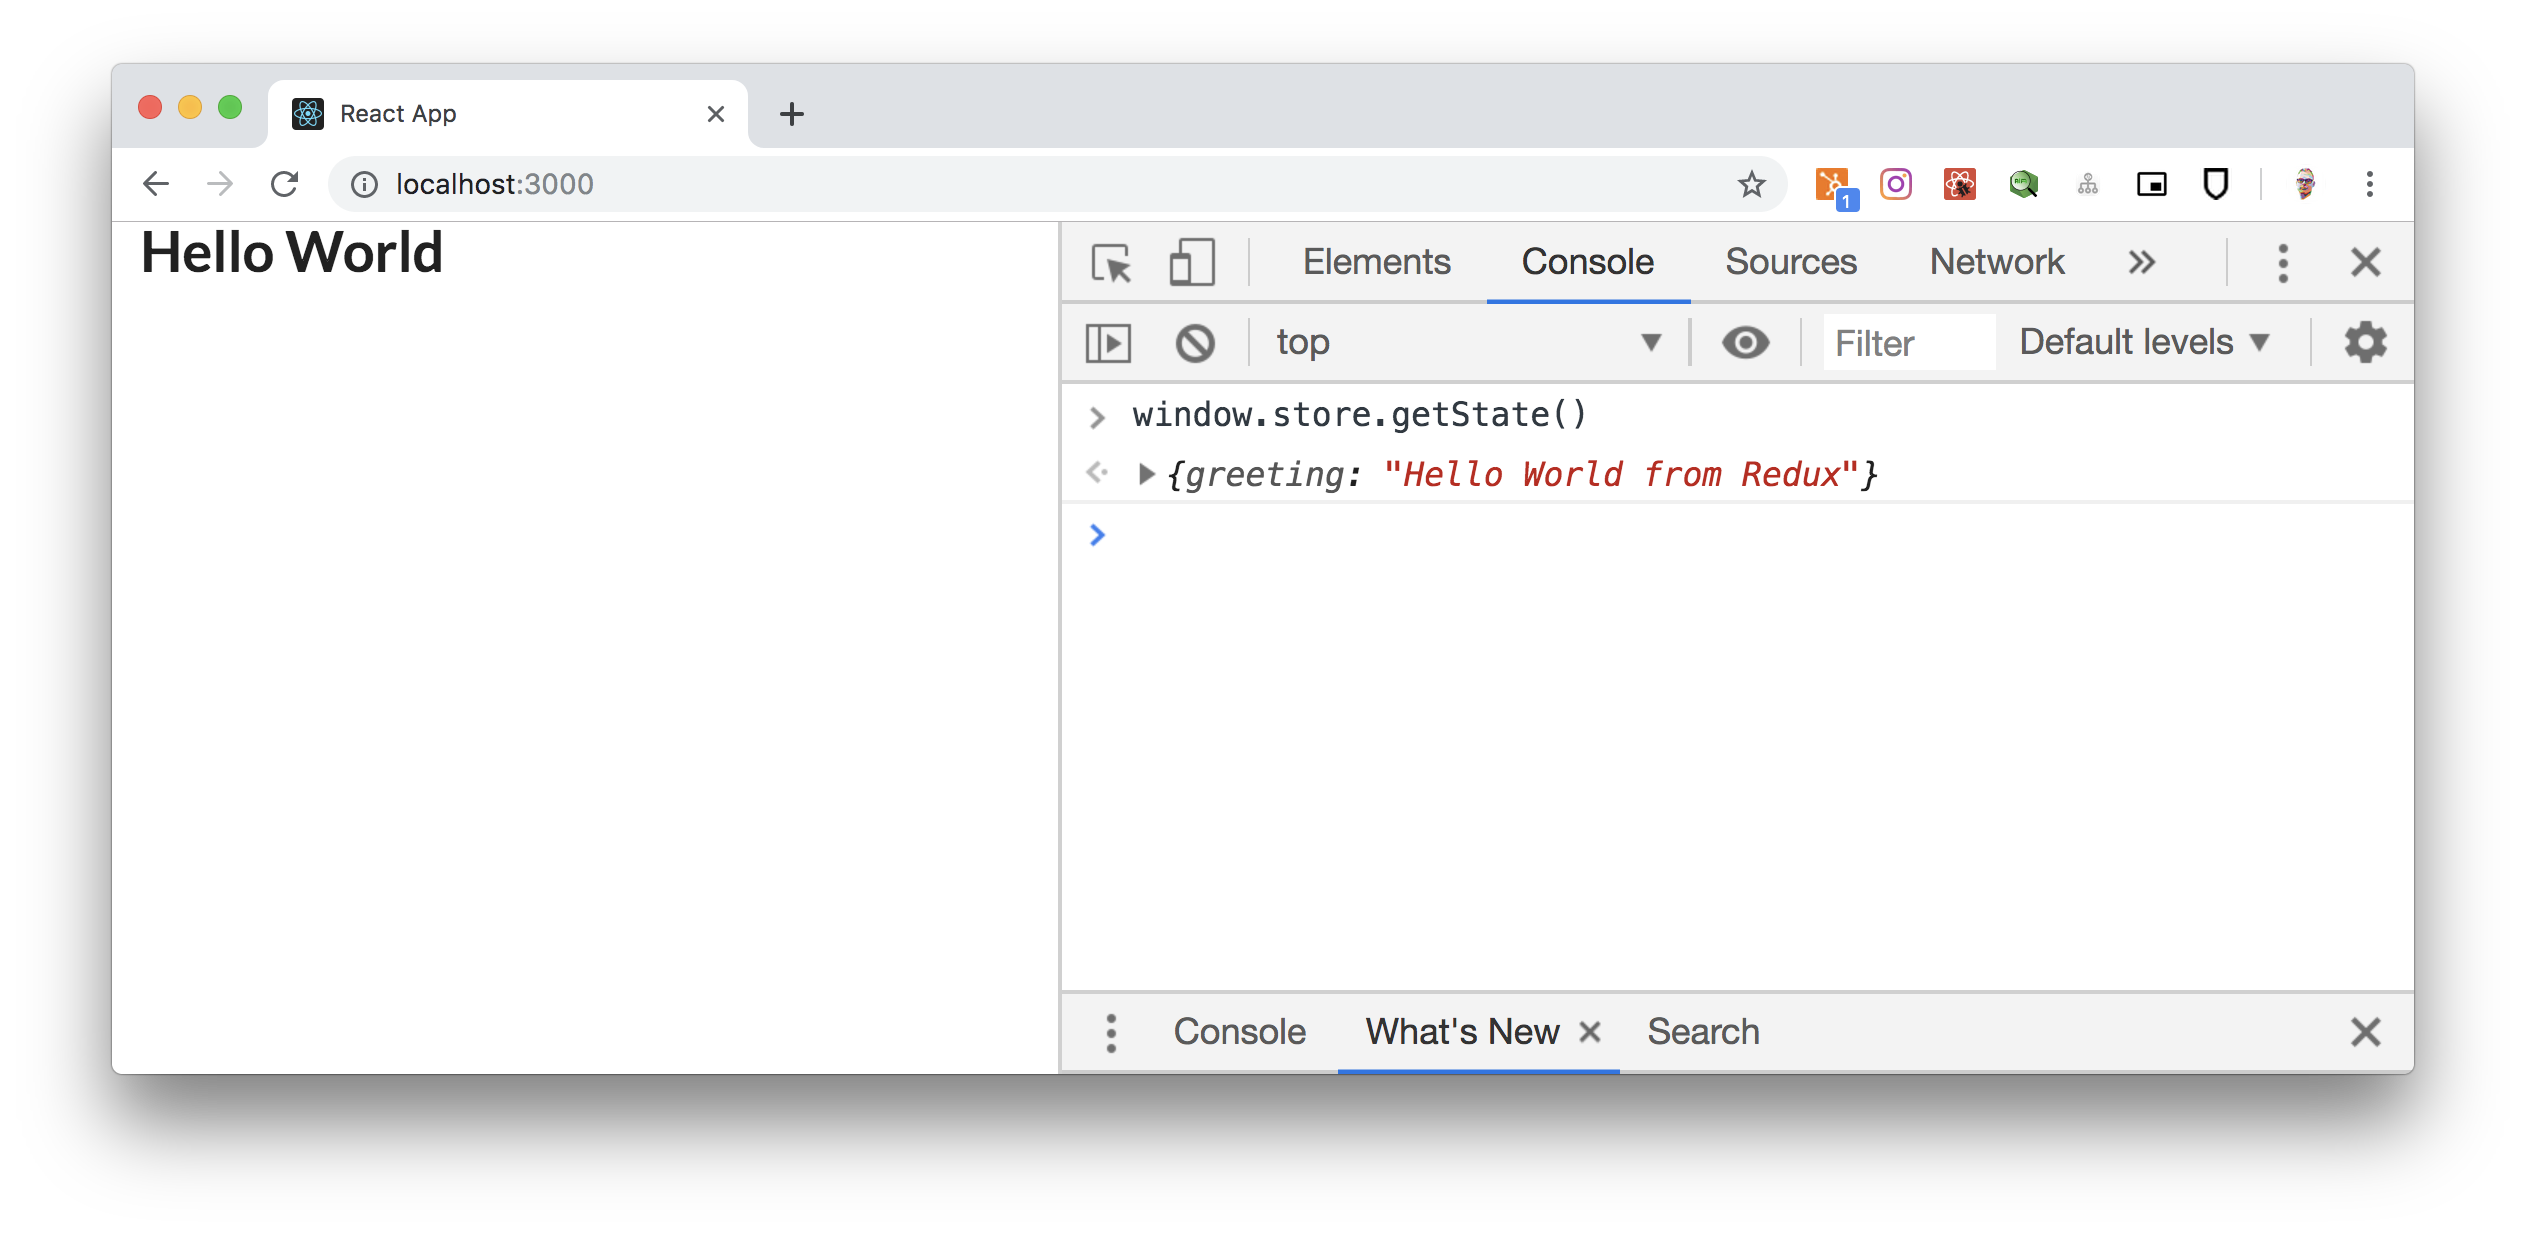 React App
localhost:3000
1
Hello World
Elements Console Sources Network
top Filter Default levels
window.store.getState()
{greeting: "Hello World from Redux"}
Console What's New Search